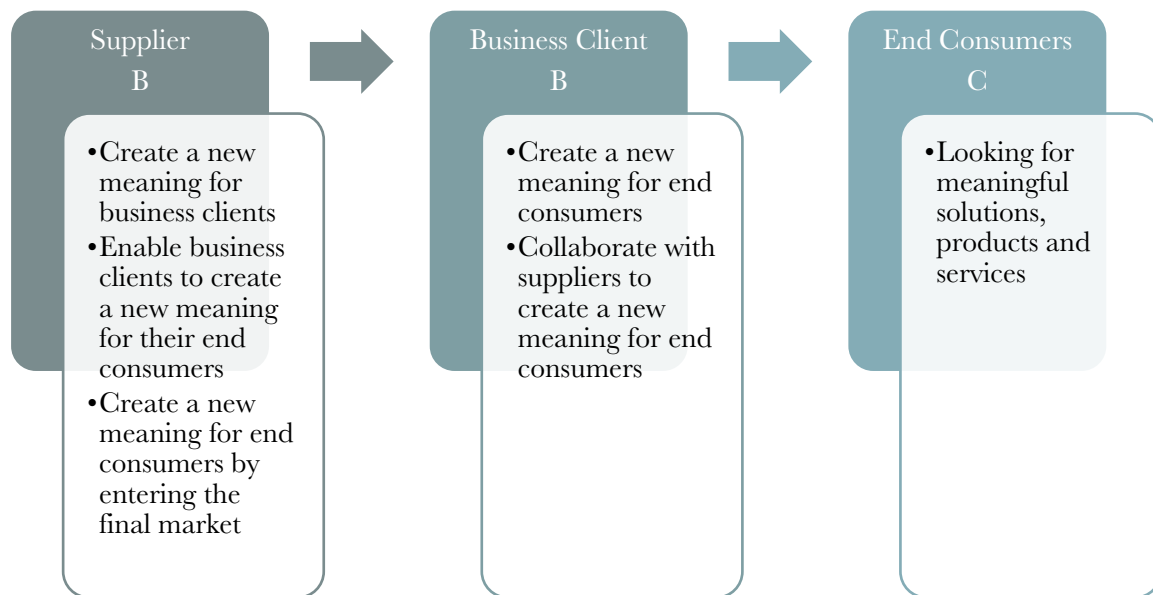 Supplier
B
•Create a new
meaning for
business clients
•Enable business
clients to create
a new meaning
for their end
consumers
•Create a new
meaning for end
consumers by
entering the
final market
Business Client
B
•Create a new
meaning for end
consumers
•Collaborate with
suppliers to
create a new
meaning for end
consumers
End Consumers
C
•Looking for
meaningful
solutions,
products and
services